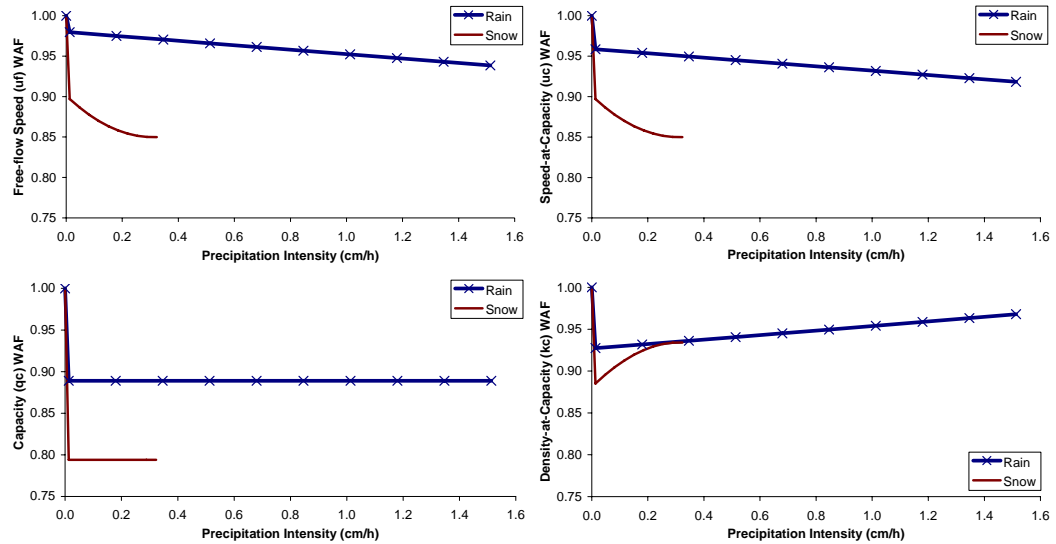 Free-flow Speed (uf) WAF
1.00
0.95
0.90
0.85
0.80
0.75
0.0 0.2 0.4 0.6 0.8 1.0 1.2 1.4 1.6
Precipitation Intensity (cm/h)
Rain
Snow
Speed-at-Capacity (uc) WAF
1.00
0.95
0.90
0.85
0.80
0.75
0.0 0.2 0.4 0.6 0.8 1.0 1.2 1.4 1.6
Precipitation Intensity (cm/h)
Rain
Snow
Capacity (qc) WAF
1.00
0.95
0.90
0.85
0.80
0.75
0.0 0.2 0.4 0.6 0.8 1.0 1.2 1.4 1.6
Precipitation Intensity (cm/h)
Rain
Snow
Density-at-Capacity (kc) WAF
1.00
0.95
0.90
0.85
0.80
0.75
0.0 0.2 0.4 0.6 0.8 1.0 1.2 1.4 1.6
Precipitation Intensity (cm/h)
Rain
Snow